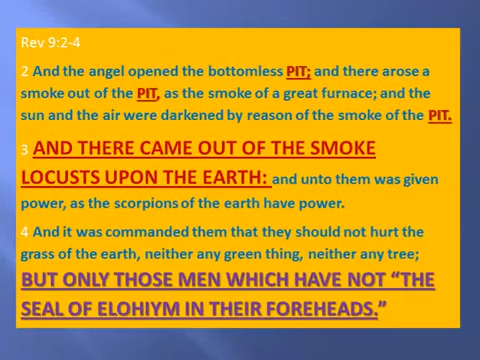 Rev 9:2-4
2 And the angel opened the bottomless PIT; and there arose a
smoke out of the PIT, as the smoke of a great furnace; and the
sun and the air were darkened by reason of the smoke of the PIT.
3 AND THERE CAME OUT OF THE SMOKE
LOCUSTS UPON THE EARTH: and unto them was given
power, as the scorpions of the earth have power.
4 And it was commanded them that they should not hurt the
grass of the earth, neither any green thing, neither any tree;
BUT ONLY THOSE MEN WHICH HAVE NOT “THE
SEAL OF ELOHIYM IN THEIR FOREHEADS.”